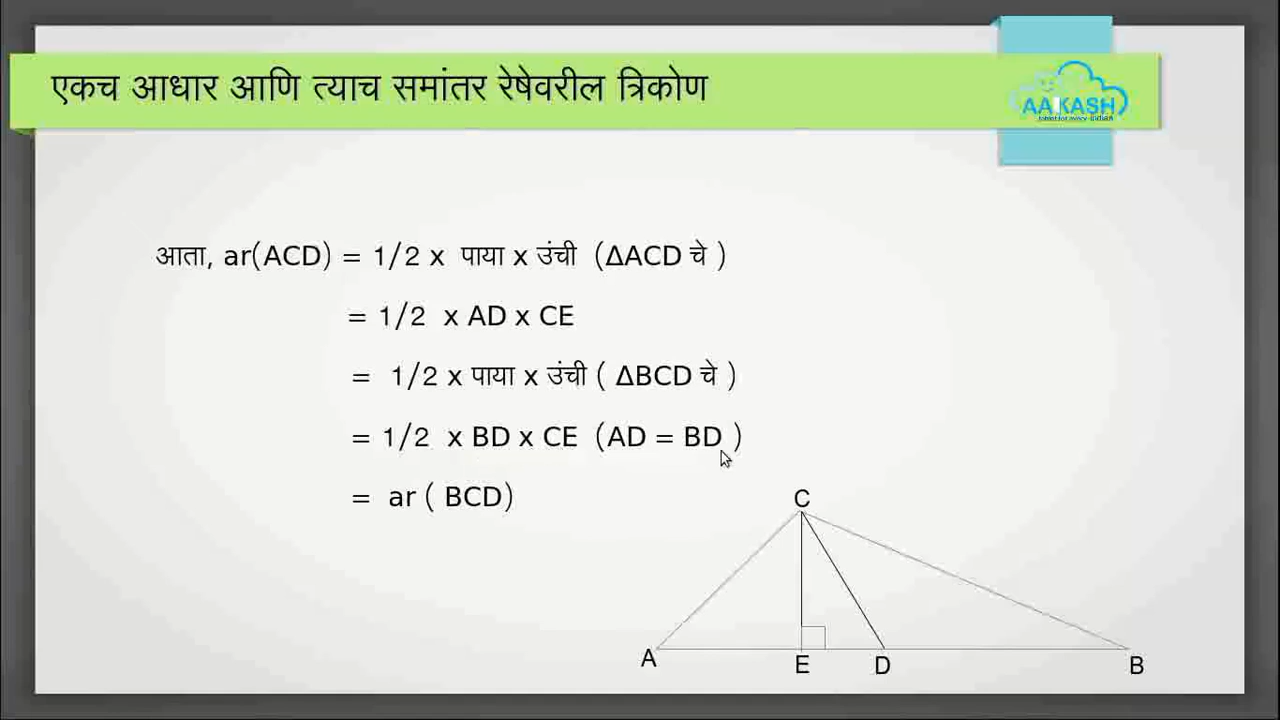 एकच आधार आणि त्याच समांतर रेषेवरील त्रिकोण
AAKASH
आता, ar(ACD) = 1/2 x पाया x उंची (ΔACD चे )
= 1/2 x AD x CE
= 1/2 x पाया x उंची ( ΔBCD चे )
= 1/2 x BD x CE (AD = BD )
= ar ( BCD)
C
A
E
D
B